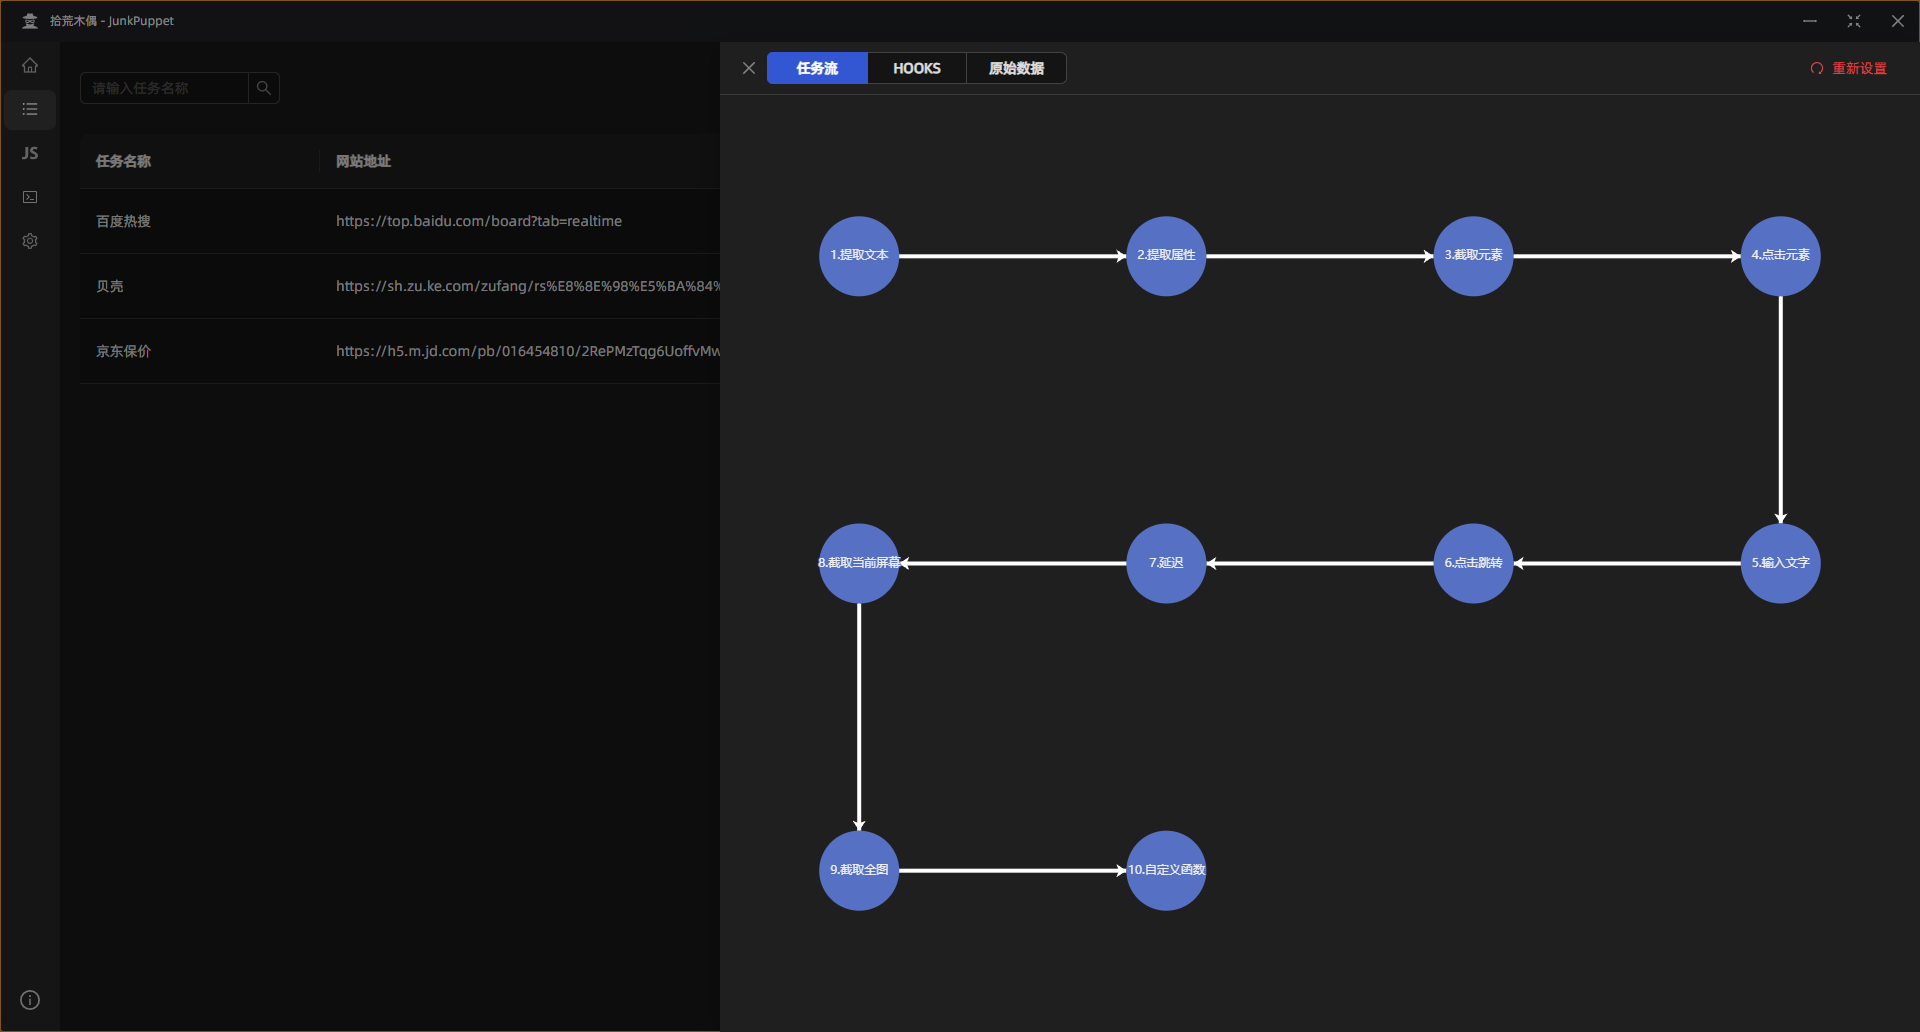 拾荒木偶 - JunkPuppet
请输入任务名称
任务名称 网站地址
百度热搜 https://top.baidu.com/board?tab=realtime
贝壳 https://sh.zu.ke.com/zufang/rs%E8%8E%98%E5%BA%84%
京东保价 https://h5.m.jd.com/pb/016454810/2RePMzTqg6UoffvMw
JS
任务流 HOOKS 原始数据 重新设置
1.提取文本 2.提取属性 3.截取元素 4.点击元素
8.截取当前屏幕 7.延迟 6.点击跳转 5.输入文字
9.截取全图 10.自定义函数